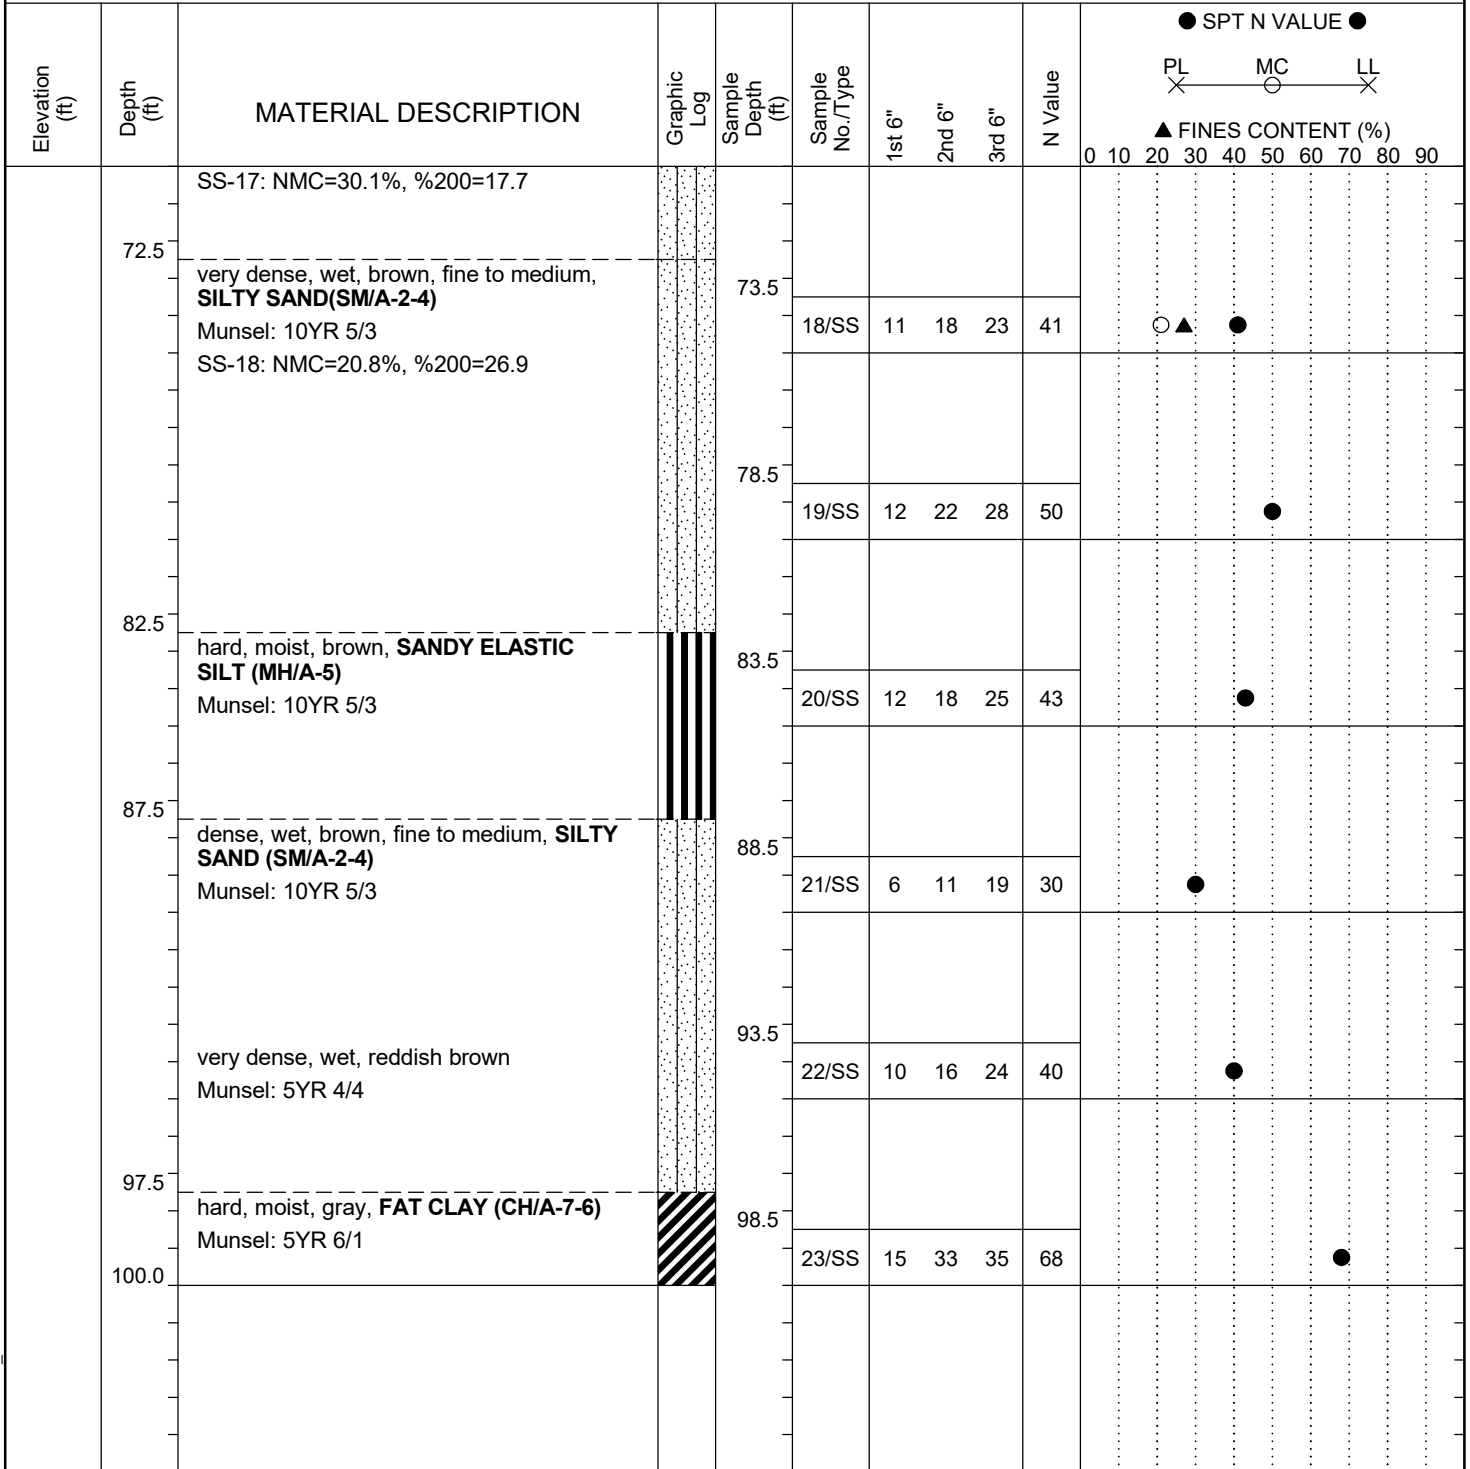 Elevation
(ft)
Depth
(ft)
MATERIAL DESCRIPTION
Graphic
Log
Sample
Depth
(ft)
Sample
No./Type
1st 6"
2nd 6"
3rd 6"
N Value
SPT N VALUE
PL MC LL
FINES CONTENT (%)
0 10 20 30 40 50 60 70 80 90
SS-17: NMC=30.1%, %200=17.7
72.5
very dense, wet, brown, fine to medium,
SILTY SAND(SM/A-2-4)
Munsel: 10YR 5/3
SS-18: NMC=20.8%, %200=26.9
73.5
18/SS 11 18 23 41
78.5
19/SS 12 22 28 50
82.5
hard, moist, brown, SANDY ELASTIC
SILT (MH/A-5)
Munsel: 10YR 5/3
83.5
20/SS 12 18 25 43
87.5
dense, wet, brown, fine to medium, SILTY
SAND (SM/A-2-4)
Munsel: 10YR 5/3
88.5
21/SS 6 11 19 30
93.5
very dense, wet, reddish brown
Munsel: 5YR 4/4
22/SS 10 16 24 40
97.5
hard, moist, gray, FAT CLAY (CH/A-7-6)
Munsel: 5YR 6/1
98.5
23/SS 15 33 35 68
100.0